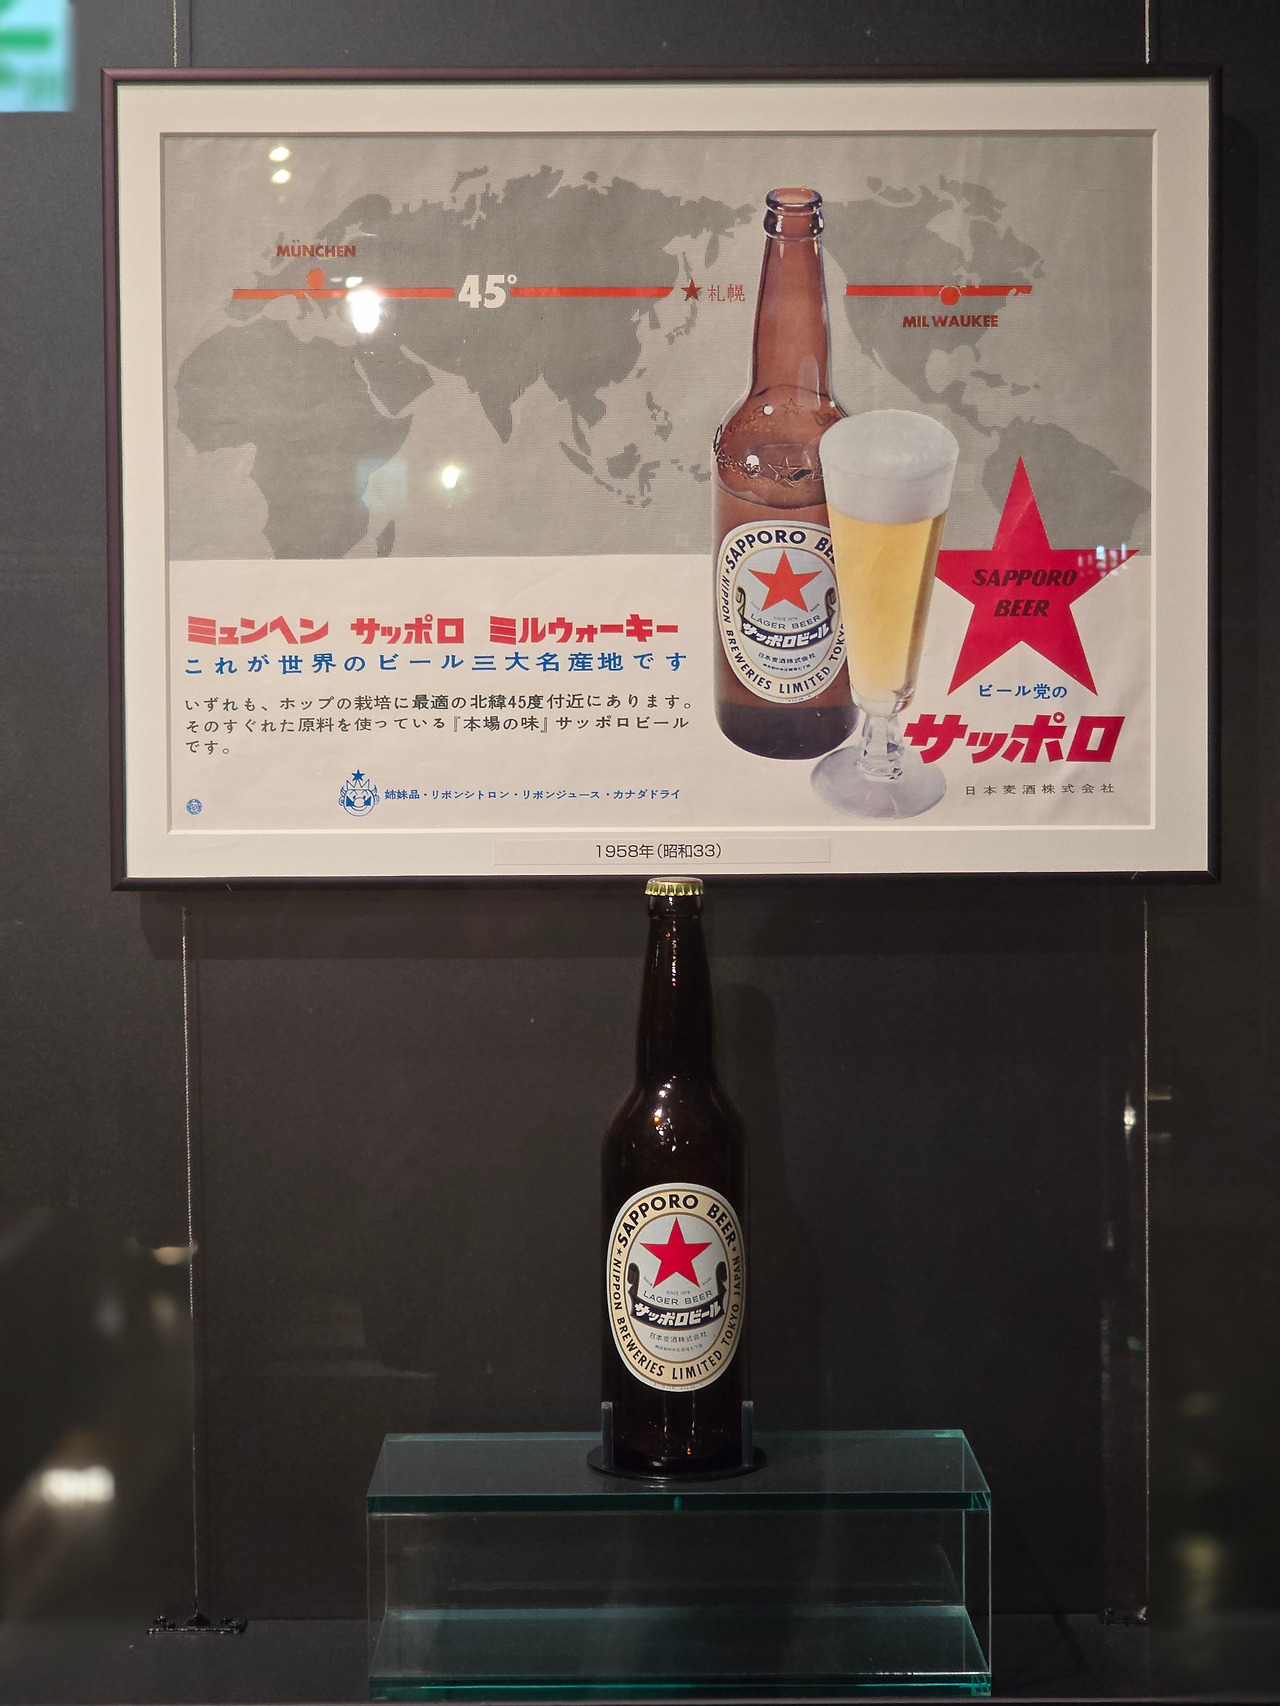 MÜNCHEN
45°
札幌
MILWAUKEE
SAPPORO BEER
LAGER BEER
サッポロビール
日本麦酒株式会社
NIPPON BREWERIES LIMITED TOKYO
SAPPORO
BEER
ビール党の
サッポロ
日本麦酒株式会社
ミュンヘン サッポロ ミルウォーキー
これが世界のビール三大名産地です
いずれも、ホップの栽培に最適の北緯45度付近にあります。
そのすぐれた原料を使っている『本場の味』サッポロビール
です。
姉妹品・リボンシトロン・リボンジュース・カナダドライ
1958年(昭和33)
SAPPORO BEER
SINCE 1876
LAGER BEER
サッポロビール
日本麦酒株式会社
NIPPON BREWERIES LIMITED TOKYO JAPAN